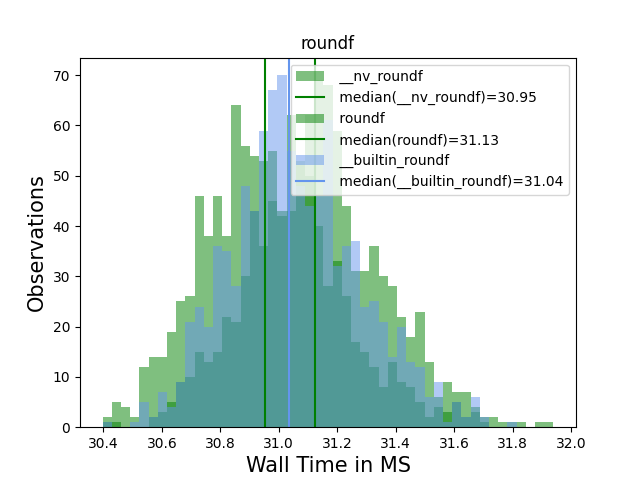 roundf
70
60
50
40
30
20
10
0
Observations
__nv_roundf
median(__nv_roundf)=30.95
roundf
median(roundf)=31.13
__builtin_roundf
median(__builtin_roundf)=31.04
30.4 30.6 30.8 31.0 31.2 31.4 31.6 31.8 32.0
Wall Time in MS